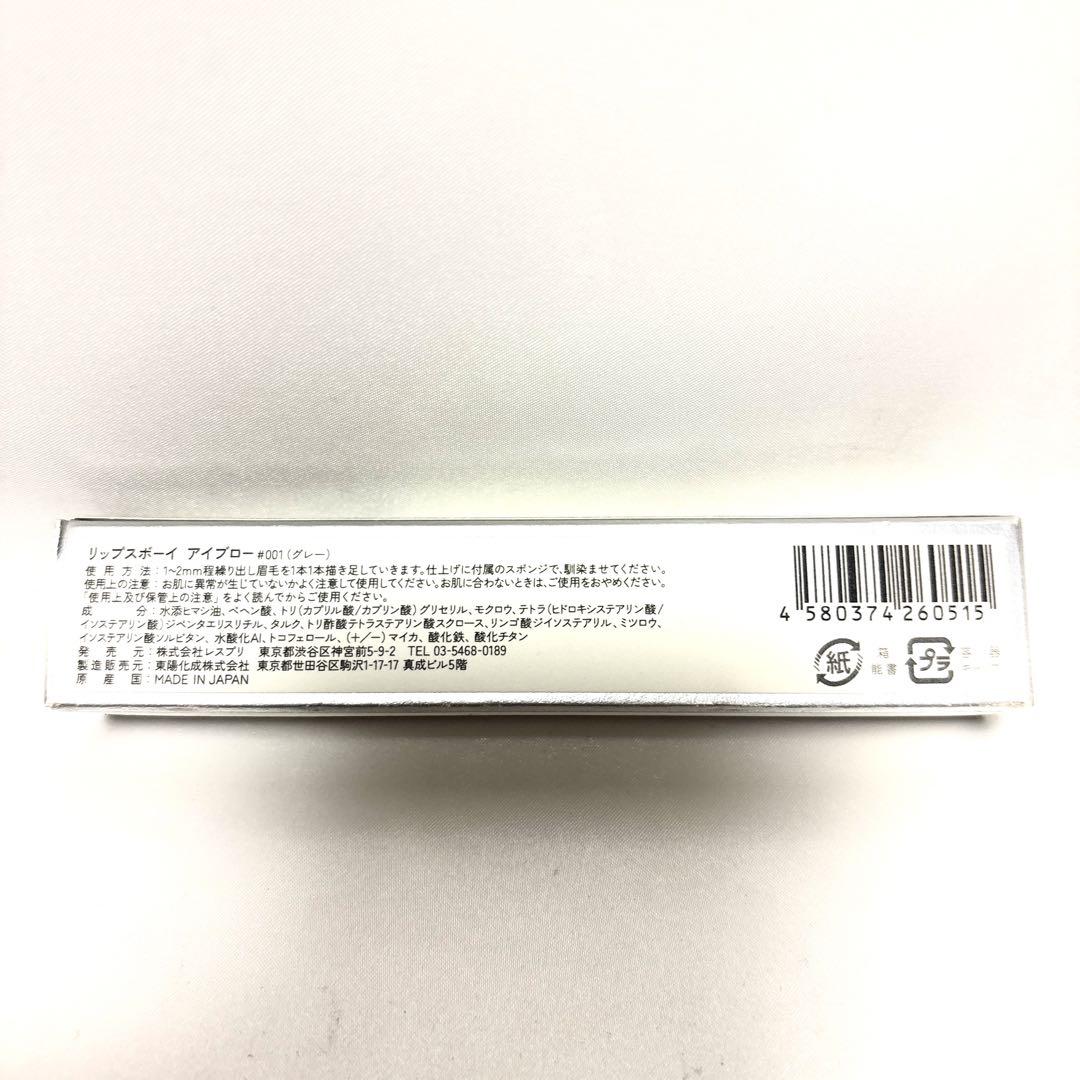 リップスボーイ アイブロー #001（グレー）
使用方法：1~2mm程繰り出し眉毛を1本1本描き足していきます。仕上げに付属のスポンジで、馴染ませてください。
使用上の注意：お肌に異常が生じていないかよく注意して使用してください。お肌に合わないときは、ご使用をおやめください。
「使用上及び保管上の注意」をよく読んでからご使用ください。
成分：水添ヒマシ油、ベヘン酸、トリ（カプリル酸/カプリン酸）グリセリル、モクロウ、テトラ（ヒドロキシステアリン酸/
イソステアリン酸）ジペンタエリスリチル、タルク、トリ酢酸テトラステアリン酸スクロース、リンゴ酸ジイソステアリル、ミツロウ、
イソステアリン酸ソルビタン、水酸化Al、トコフェロール、（+/－）マイカ、酸化鉄、酸化チタン
発売元：株式会社レスプリ 東京都渋谷区神宮前5-9-2 TEL 03-5468-0189
製造販売元：東陽化成株式会社 東京都世田谷区駒沢1-17-17 真成ビル5階
原産国：MADE IN JAPAN
4 580374 260515
紙
プラ